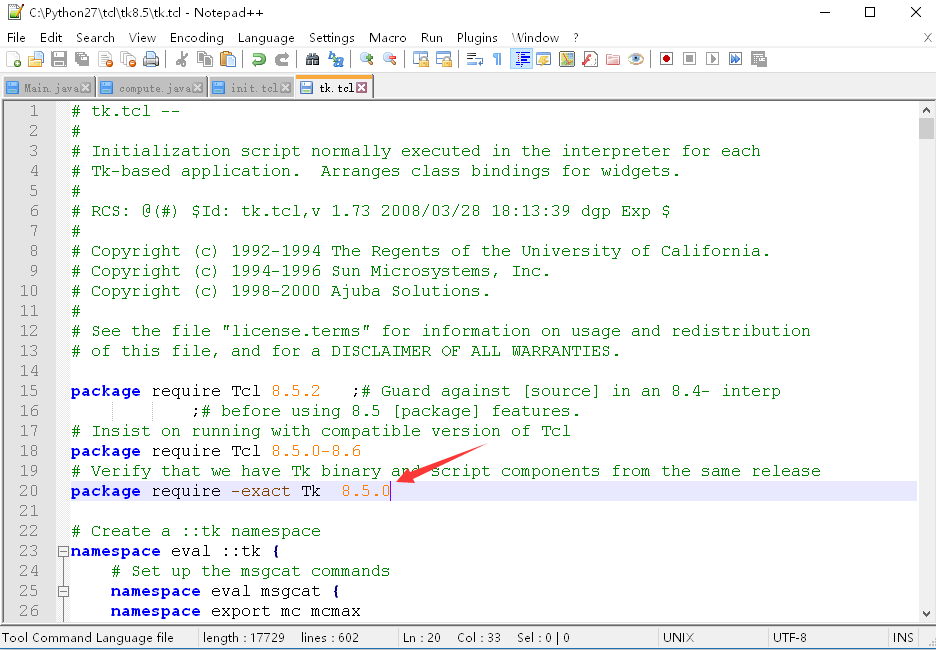 C:\Python27\tcl\tk8.5\tk.tcl - Notepad++
File Edit Search View Encoding Language Settings Macro Run Plugins Window ? X
Main.java compute.java init.tcl tk.tcl
1 # tk.tcl --
2 #
3 # Initialization script normally executed in the interpreter for each
4 # Tk-based application.  Arranges class bindings for widgets.
5 #
6 # RCS: @(#) $Id: tk.tcl,v 1.73 2008/03/28 18:13:39 dgp Exp $
7 #
8 # Copyright (c) 1992-1994 The Regents of the University of California.
9 # Copyright (c) 1994-1996 Sun Microsystems, Inc.
10 # Copyright (c) 1998-2000 Ajuba Solutions.
11 #
12 # See the file "license.terms" for information on usage and redistribution
13 # of this file, and for a DISCLAIMER OF ALL WARRANTIES.
14
15 package require Tcl 8.5.2   ;# Guard against [source] in an 8.4- interp
16 ;# before using 8.5 [package] features.
17 # Insist on running with compatible version of Tcl
18 package require Tcl 8.5.0-8.6
19 # Verify that we have Tk binary and script components from the same release
20 package require -exact Tk  8.5.0
21
22 # Create a ::tk namespace
23 namespace eval ::tk {
24     # Set up the msgcat commands
25     namespace eval msgcat {
26     namespace export mc mcmax
Tool Command Language file length : 17729 lines : 602 Ln : 20 Col : 33 Sel : 0 | 0 UNIX UTF-8 INS